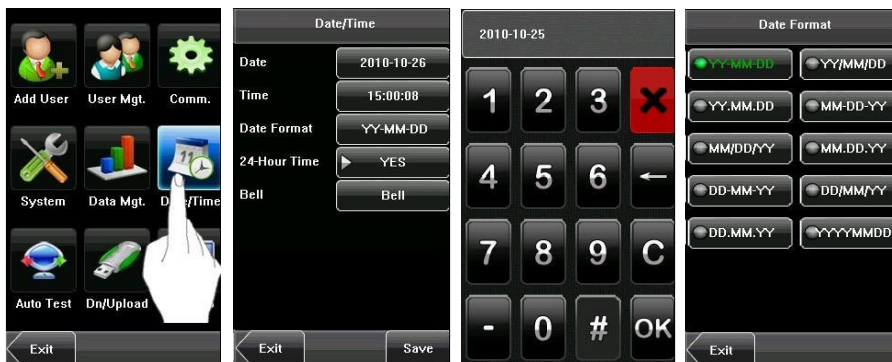 Add User
User Mgt.
Comm.
System
Data Mgt.
Auto Test
Dn/Upload
Exit
Date/Time
Date
2010-10-26
Time
15:00:08
Date Format
YY-MM-DD
24-Hour Time
YES
Bell
Bell
Exit
Save
2010-10-25
1 2 3
4 5 6 ←
7 8 9 C
- 0 # OK
Date Format
YY-MM-DD
YY/MM/DD
YY.MM.DD
MM-DD-YY
MM/DD/YY
MM.DD.YY
DD-MM-YY
DD/MM/YY
DD.MM.YY
YYYYMMDD
Exit